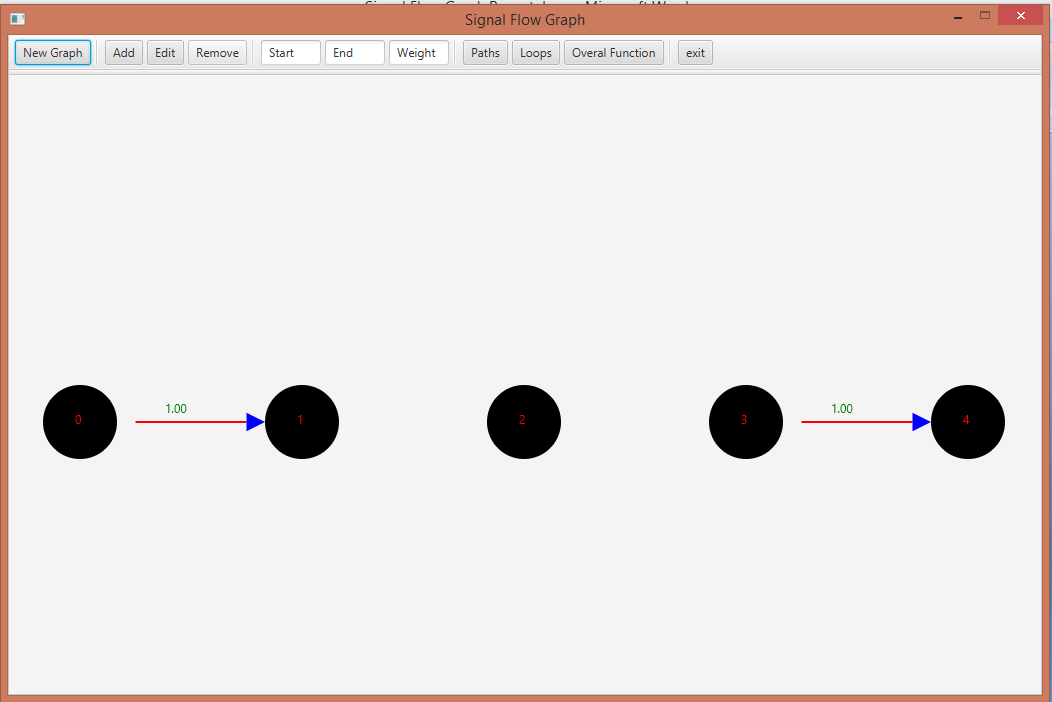 Signal Flow Graph
New Graph Add Edit Remove Start End Weight Paths Loops Overal Function exit
1.00 1.00
0 1 2 3 4